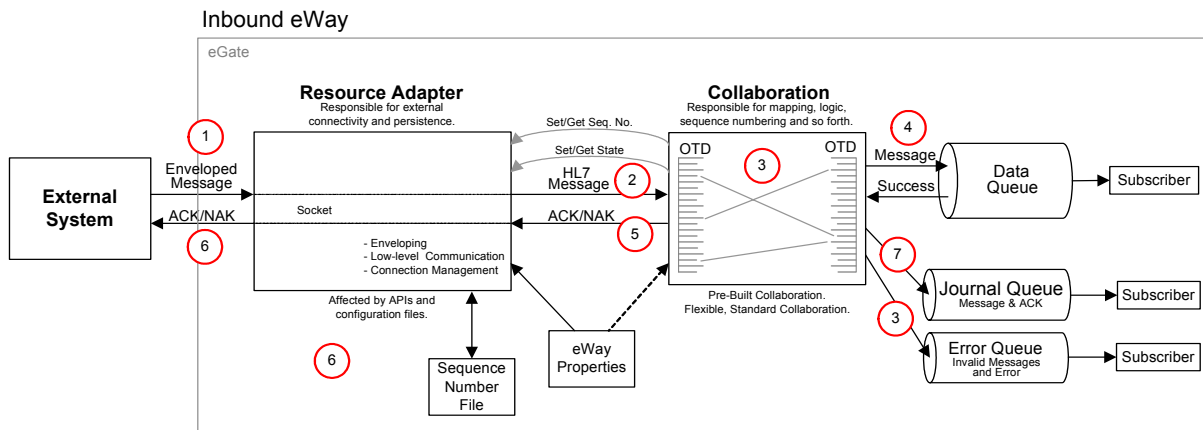 Inbound eWay
eGate
Resource Adapter
Responsible for external
connectivity and persistence.
Collaboration
Responsible for mapping, logic,
sequence numbering and so forth.
1
Enveloped
Message
External
System
ACK/NAK
6
Socket
- Enveloping
- Low-level Communication
- Connection Management
Affected by APIs and
configuration files.
6
Sequence
Number
File
Set/Get Seq. No.
Set/Get State
HL7
Message
2
ACK/NAK
5
eWay
Properties
OTD
3
OTD
Pre-Built Collaboration.
Flexible, Standard Collaboration.
4
Message
Success
Data
Queue
Subscriber
7
Journal Queue
Message & ACK
Subscriber
3
Error Queue
Invalid Messages
and Error
Subscriber